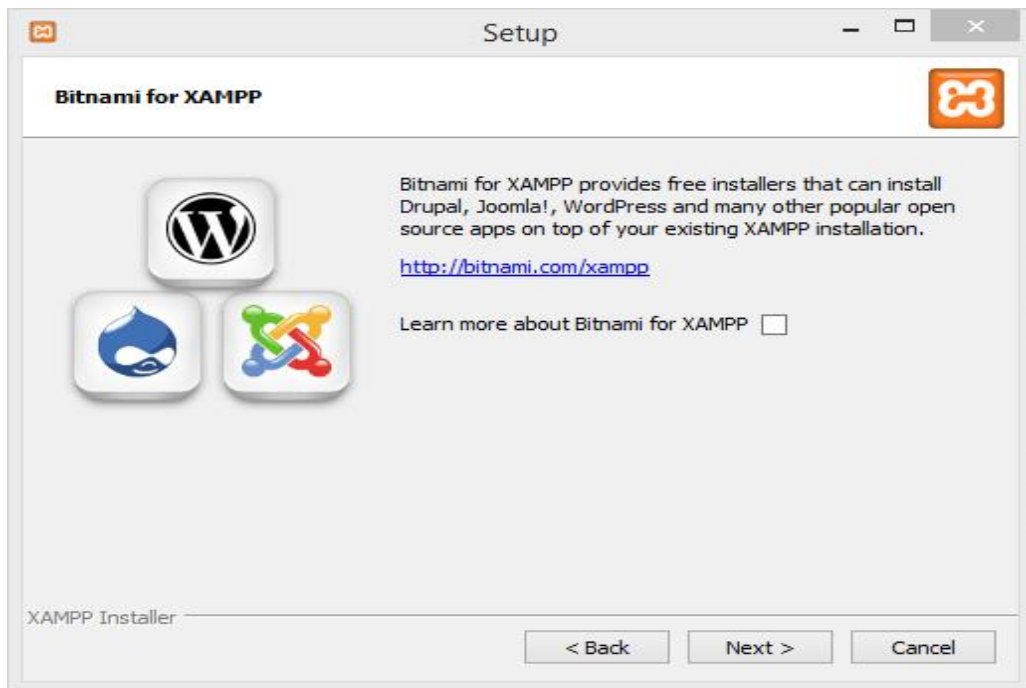 Setup
Bitnami for XAMPP
Bitnami for XAMPP provides free installers that can install
Drupal, Joomla!, WordPress and many other popular open
source apps on top of your existing XAMPP installation.
http://bitnami.com/xampp
Learn more about Bitnami for XAMPP
XAMPP Installer
< Back Next > Cancel